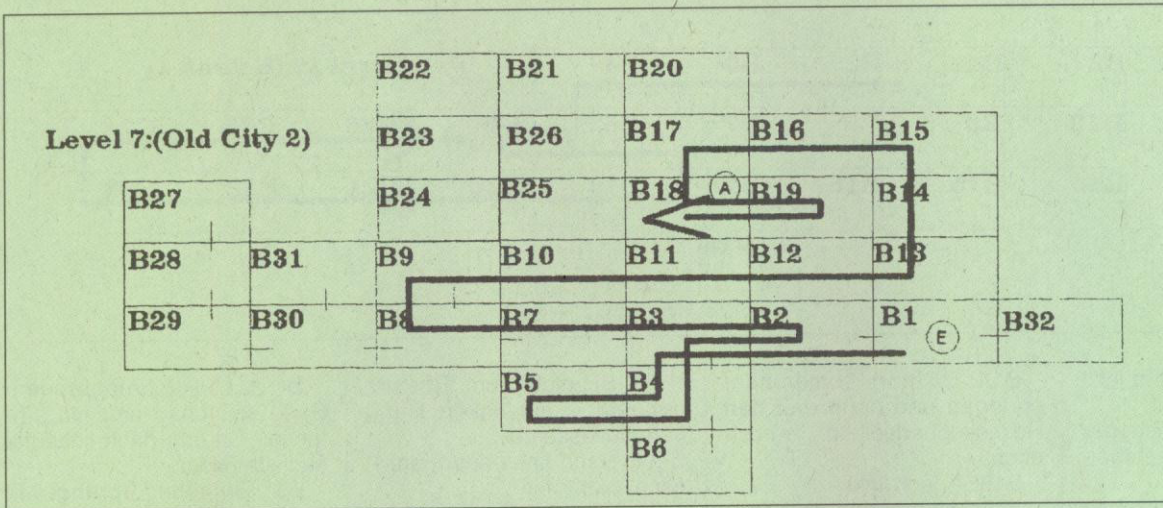 B22 B21 B20
Level 7:(Old City 2) B23 B26 B17 B16 B15
B27 B24 B25 B18 A B19 B14
B28 B31 B9 B10 B11 B12 B13
B29 B30 B8 B7 B3 B2 B1 E B32
B5 B4
B6